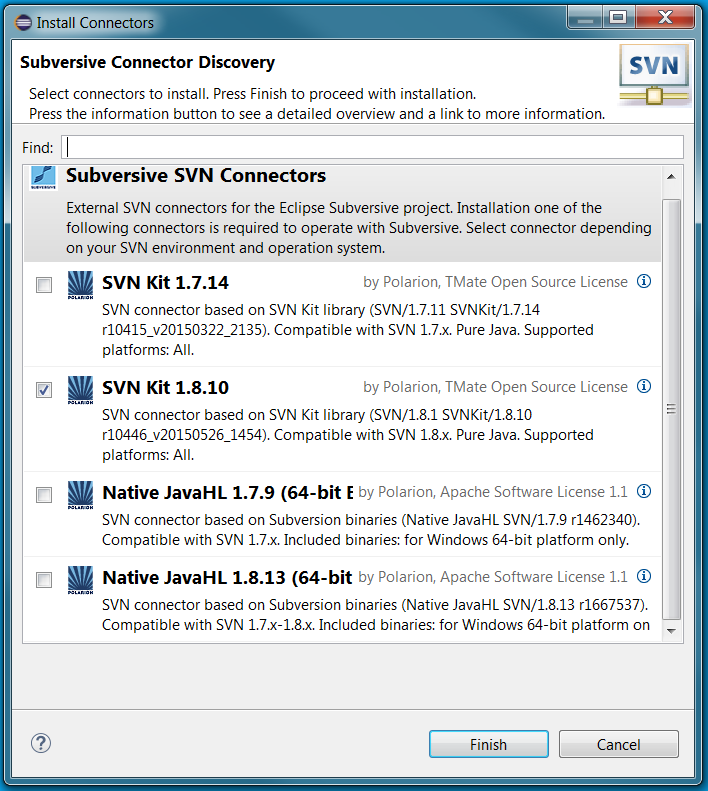 Install Connectors
Subversive Connector Discovery
SVN
Select connectors to install. Press Finish to proceed with installation.
Press the information button to see a detailed overview and a link to more information.
Find:
SUBVERSIVE
Subversive SVN Connectors
External SVN connectors for the Eclipse Subversive project. Installation one of the
following connectors is required to operate with Subversive. Select connector depending
on your SVN environment and operation system.
POLARION
SVN Kit 1.7.14 by Polarion, TMate Open Source License
SVN connector based on SVN Kit library (SVN/1.7.11 SVNKit/1.7.14
r10415_v20150322_2135). Compatible with SVN 1.7.x. Pure Java. Supported
platforms: All.
POLARION
SVN Kit 1.8.10 by Polarion, TMate Open Source License
SVN connector based on SVN Kit library (SVN/1.8.1 SVNKit/1.8.10
r10446_v20150526_1454). Compatible with SVN 1.8.x. Pure Java. Supported
platforms: All.
POLARION
Native JavaHL 1.7.9 (64-bit E by Polarion, Apache Software License 1.1
SVN connector based on Subversion binaries (Native JavaHL SVN/1.7.9 r1462340).
Compatible with SVN 1.7.x. Included binaries: for Windows 64-bit platform only.
POLARION
Native JavaHL 1.8.13 (64-bit by Polarion, Apache Software License 1.1
SVN connector based on Subversion binaries (Native JavaHL SVN/1.8.13 r1667537).
Compatible with SVN 1.7.x-1.8.x. Included binaries: for Windows 64-bit platform on
? Finish Cancel